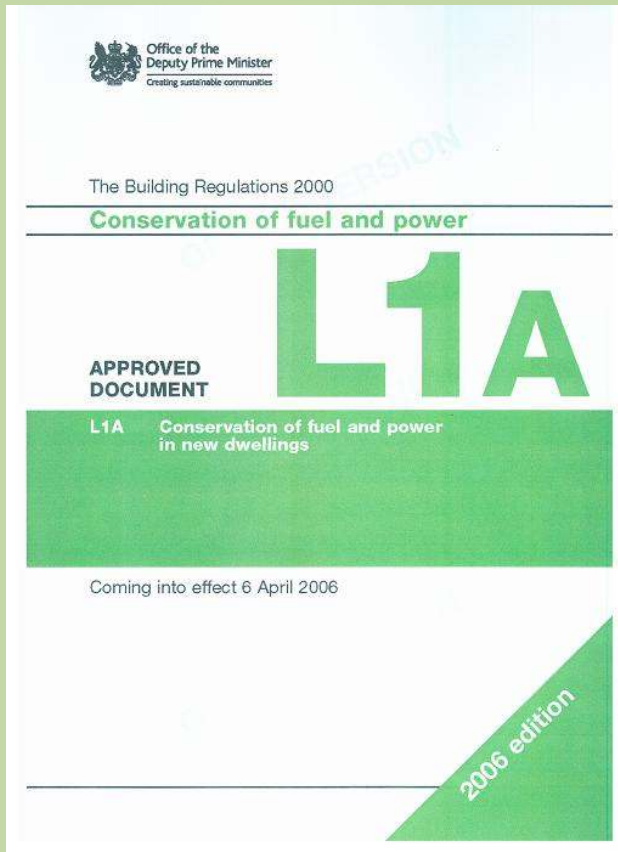 Office of the
Deputy Prime Minister
Creating sustainable communities
The Building Regulations 2000
Conservation of fuel and power
L1A
APPROVED
DOCUMENT
L1A Conservation of fuel and power
in new dwellings
Coming into effect 6 April 2006
2006 edition